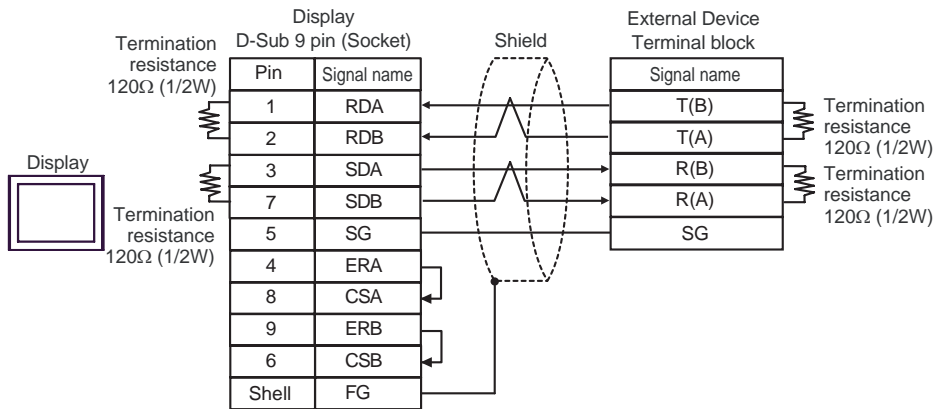 Display
D-Sub 9 pin (Socket)
Shield
External Device
Terminal block
Termination
resistance
120Ω (1/2W)
Pin Signal name
Signal name
1 RDA
T(B)
2 RDB
T(A)
Termination
resistance
120Ω (1/2W)
Display
3 SDA
R(B)
7 SDB
R(A)
Termination
resistance
120Ω (1/2W)
Termination
resistance
120Ω (1/2W)
5 SG
SG
4 ERA
8 CSA
9 ERB
6 CSB
Shell FG